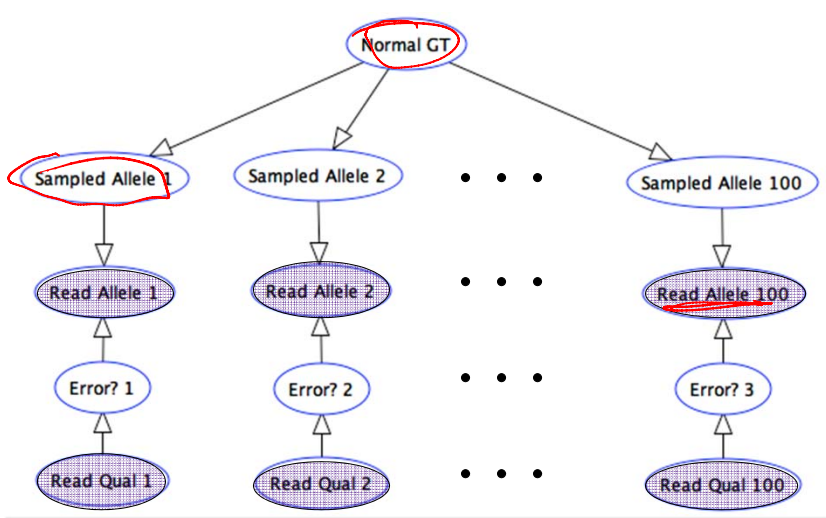 Normal GT
Sampled Allele 1
Sampled Allele 2
Sampled Allele 100
Read Allele 1
Read Allele 2
Read Allele 100
Error? 1
Error? 2
Error? 3
Read Qual 1
Read Qual 2
Read Qual 100